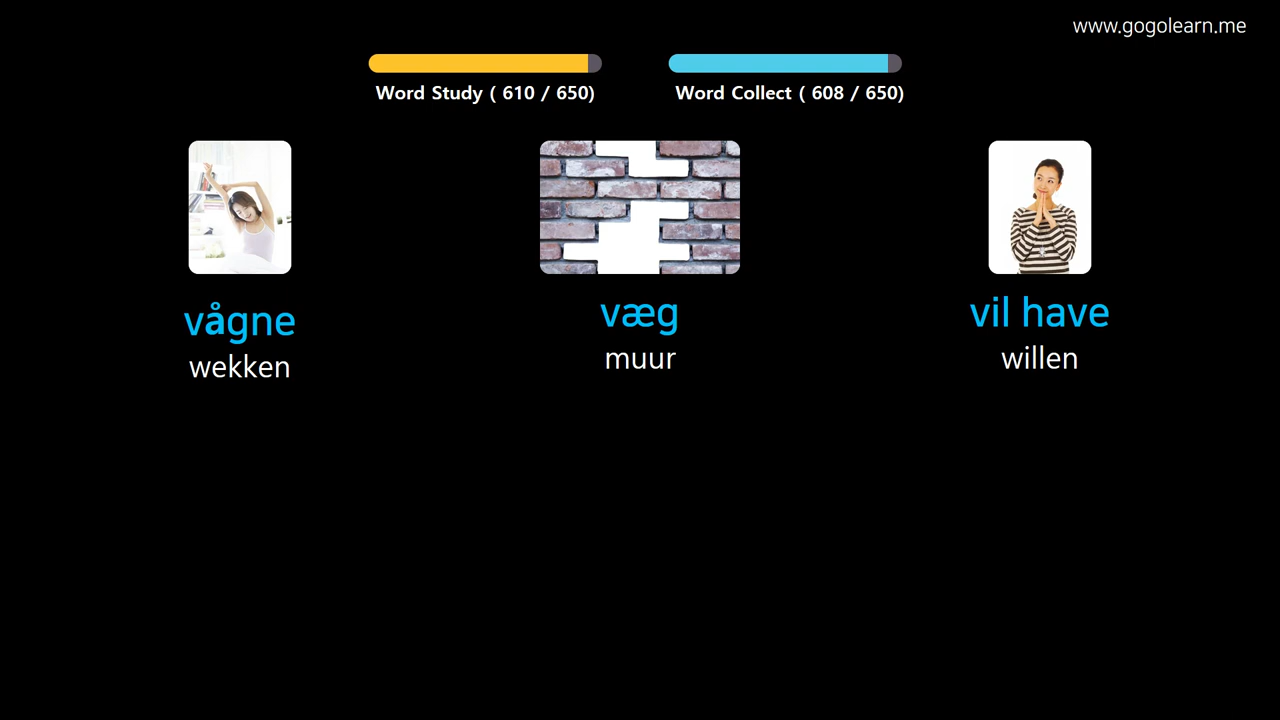 www.gogolearn.me
Word Study ( 610 / 650)
Word Collect ( 608 / 650)
vågne
wekken
væg
muur
vil have
willen